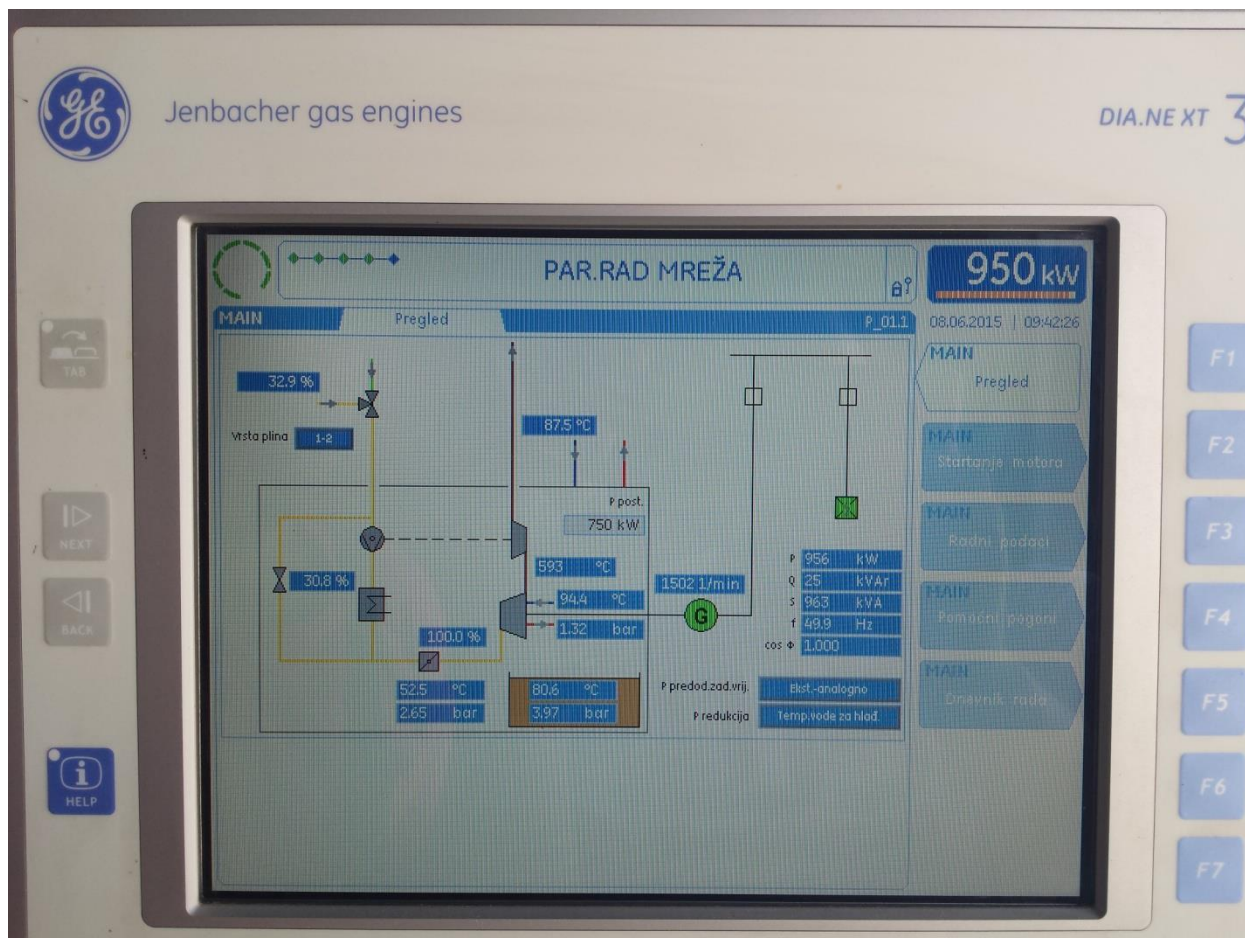 GE
Jenbacher gas engines
DIA.NE XT 3
PAR.RAD MREŽA
950 kW
MAIN
Pregled
P_01.1
08.06.2015 | 09:42:26
TAB
NEXT
BACK
HELP
32.9 %
Vrsta plina 1-2
87.5 °C
P post.
750 kW
30.8 %
593 °C
94.4 °C
1.32 bar
100.0 %
52.5 °C
2.65 bar
80.6 °C
3.97 bar
1502 1/min
G
P 956 kW
Q 25 kVAr
S 963 kVA
f 49.9 Hz
cos Φ 1.000
P predod.zad.vrij. Ekst.-analogno
P redukcija Temp.vode za hlađ.
MAIN
Pregled
MAIN
Startanje motora
MAIN
Radni podaci
MAIN
Pomoćni pogoni
MAIN
Dnevnik rada
F1
F2
F3
F4
F5
F6
F7